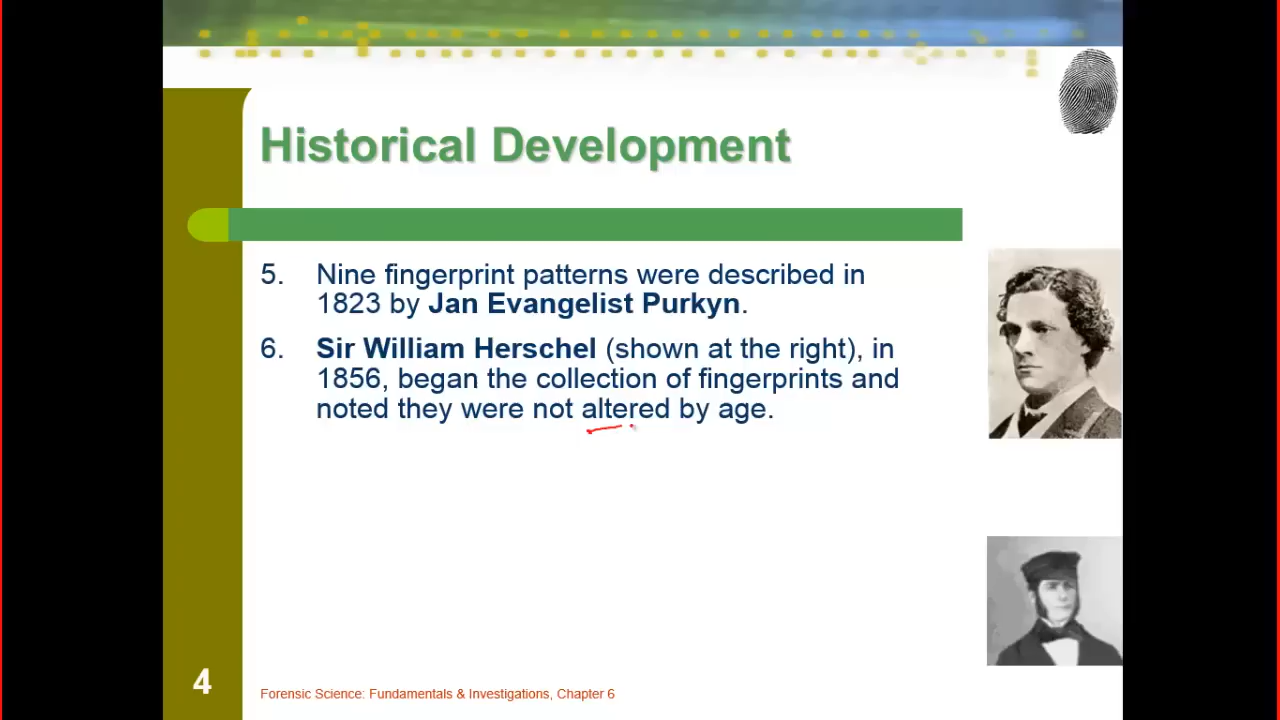 Historical Development
5. Nine fingerprint patterns were described in
1823 by Jan Evangelist Purkyn.
6. Sir William Herschel (shown at the right), in
1856, began the collection of fingerprints and
noted they were not altered by age.
4
Forensic Science: Fundamentals & Investigations, Chapter 6